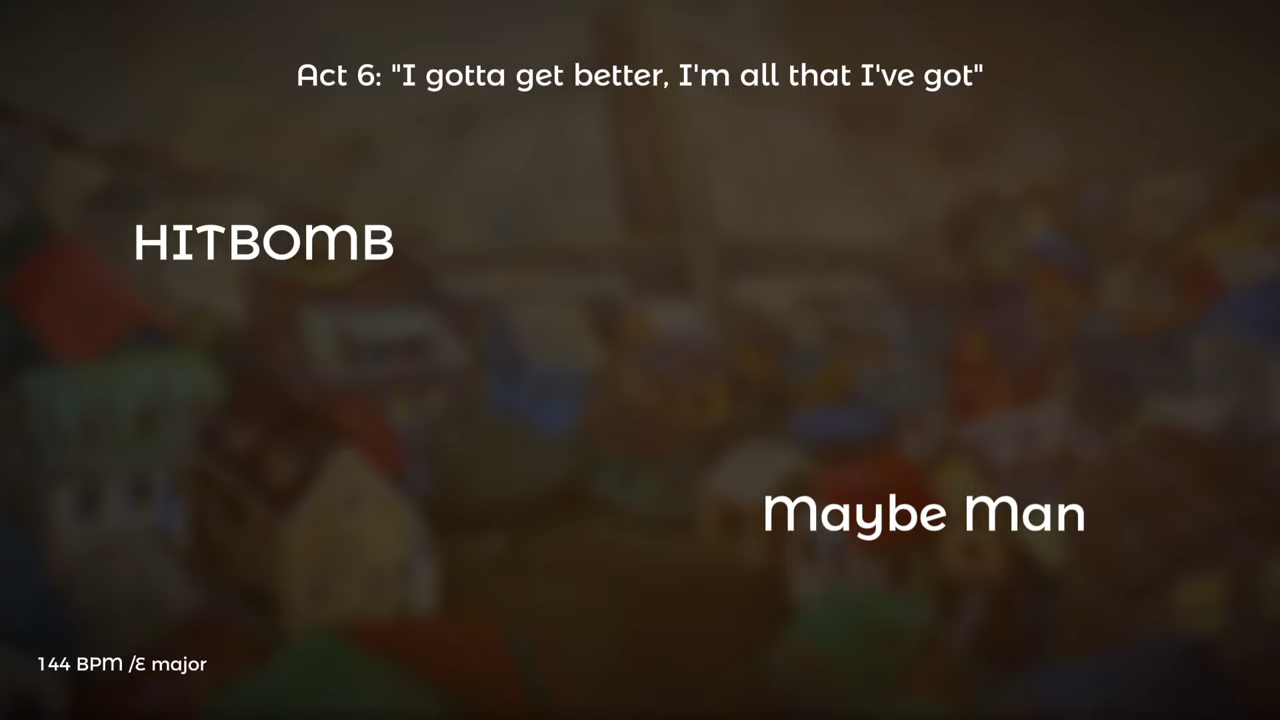 Act 6: "I gotta get better, I'm all that I've got"
HITBOMB
Maybe Man
144 BPM /E major